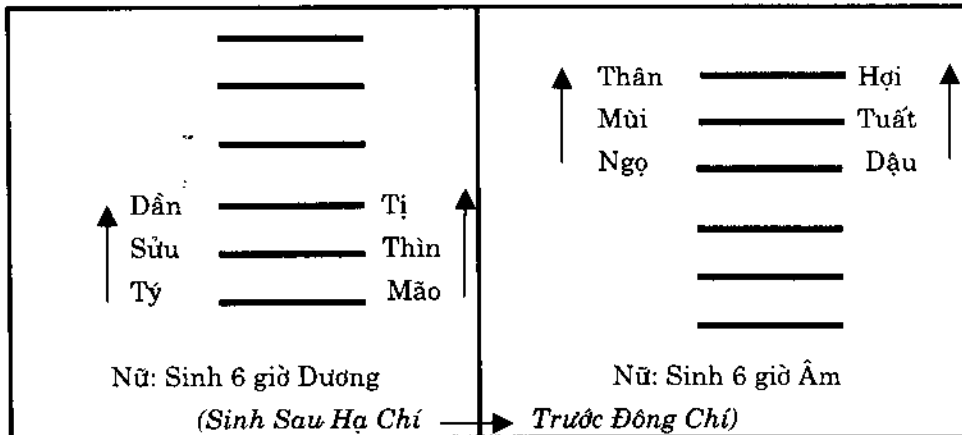 Dần Tị
Sửu Thìn
Tý Mão
Nữ: Sinh 6 giờ Dương
Thân Hợi
Mùi Tuất
Ngọ Dậu
Nữ: Sinh 6 giờ Âm
(Sinh Sau Hạ Chí Trước Đông Chí)